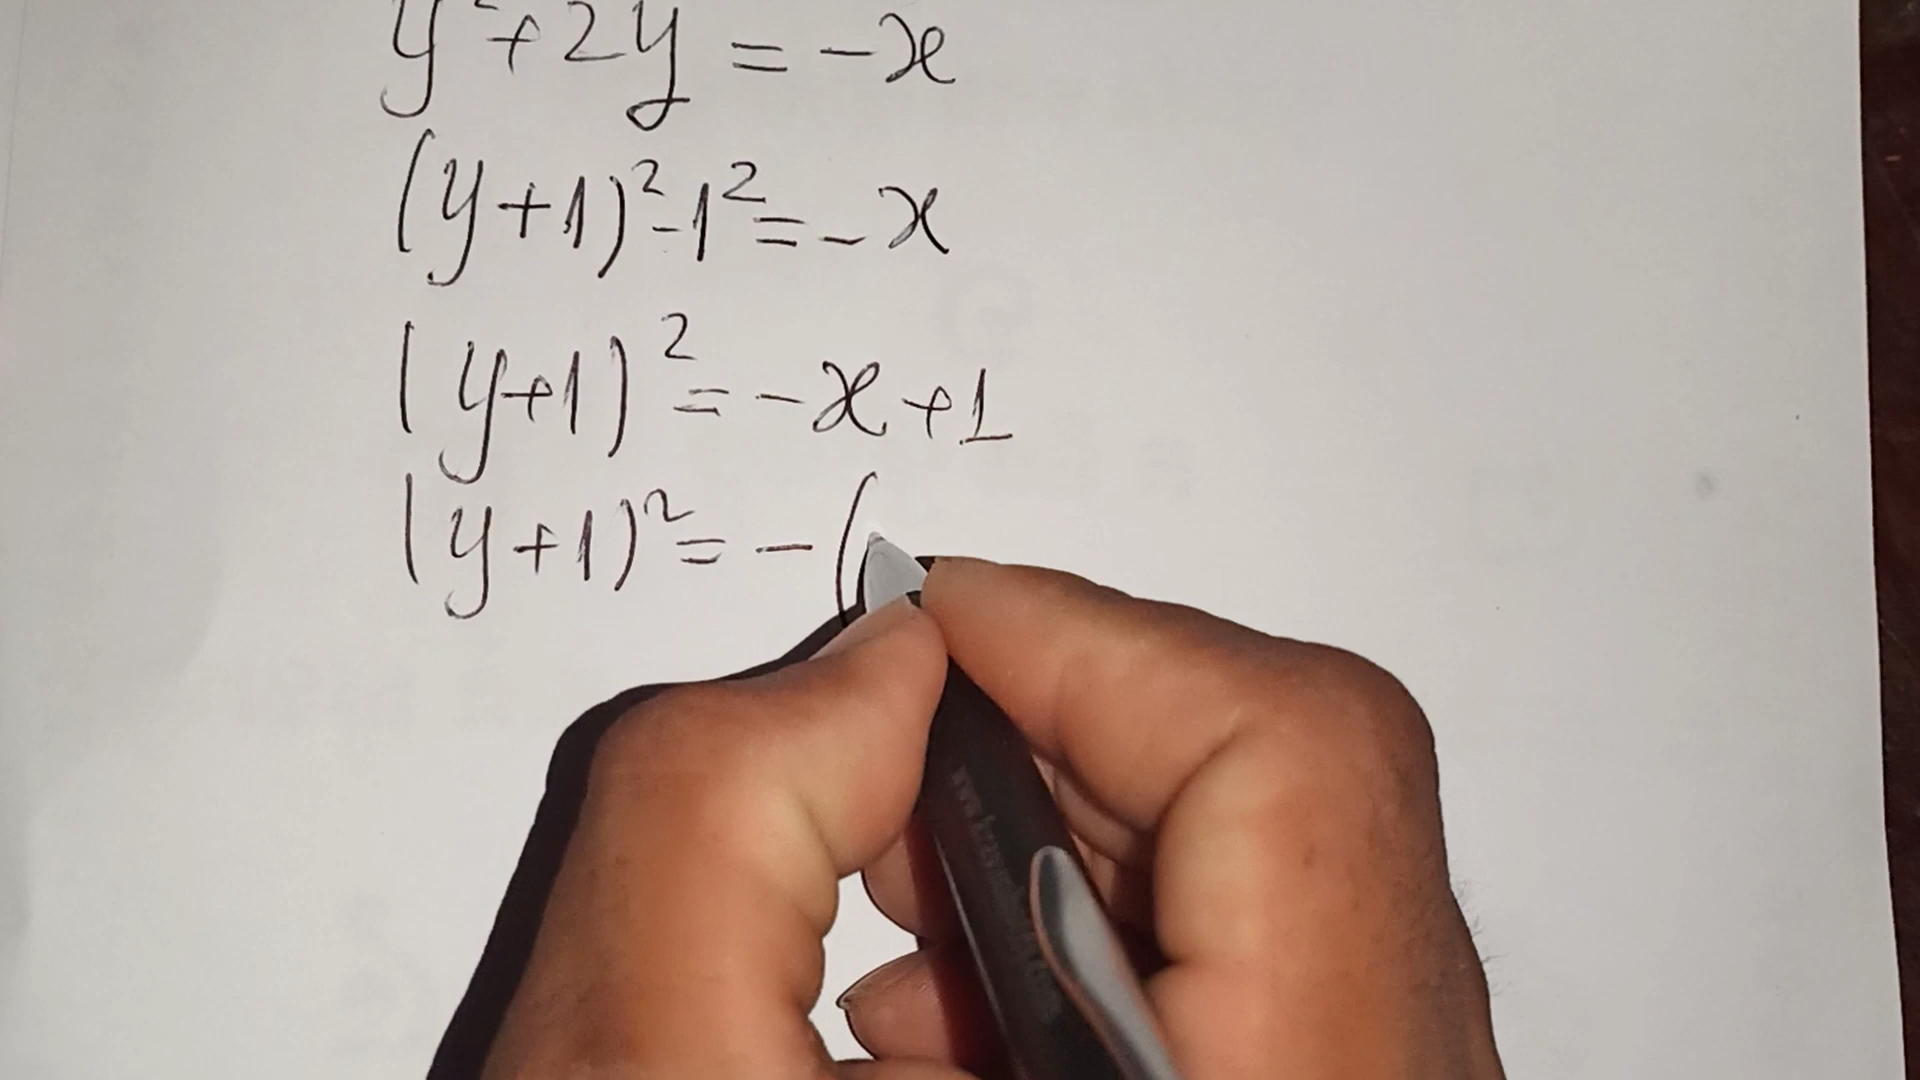 y²+2y = -x
(y+1)²-1²= -x
(y+1)²= -x+1
(y+1)²= -(